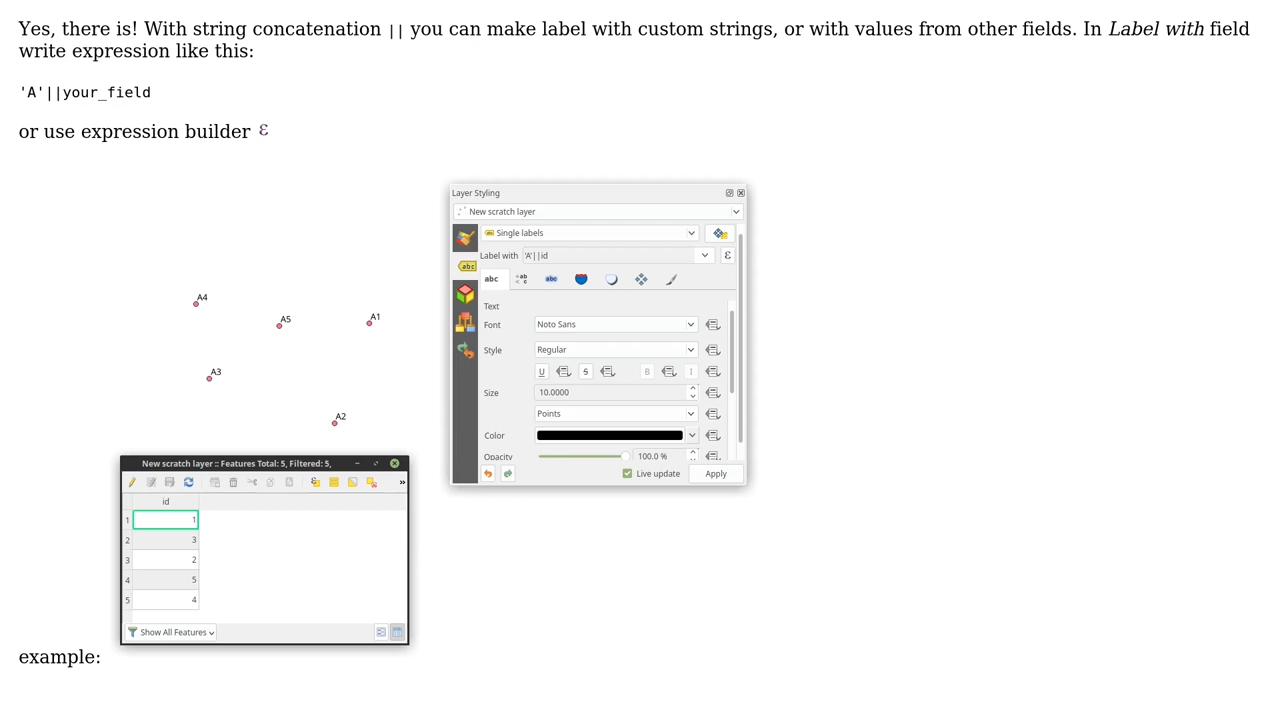 Yes, there is! With string concatenation || you can make label with custom strings, or with values from other fields. In Label with field
write expression like this:
'A'||your_field
or use expression builder ε
Layer Styling
New scratch layer
Single labels
abc
Label with 'A'||id ε
abc
Text
Font Noto Sans
Style Regular
U S B I
Size 10.0000
Points
Color
Opacity 100.0 %
Live update Apply
A4
A5
A1
A3
A2
New scratch layer :: Features Total: 5, Filtered: 5,
»
id
1 1
2 3
3 2
4 5
5 4
Show All Features
example: